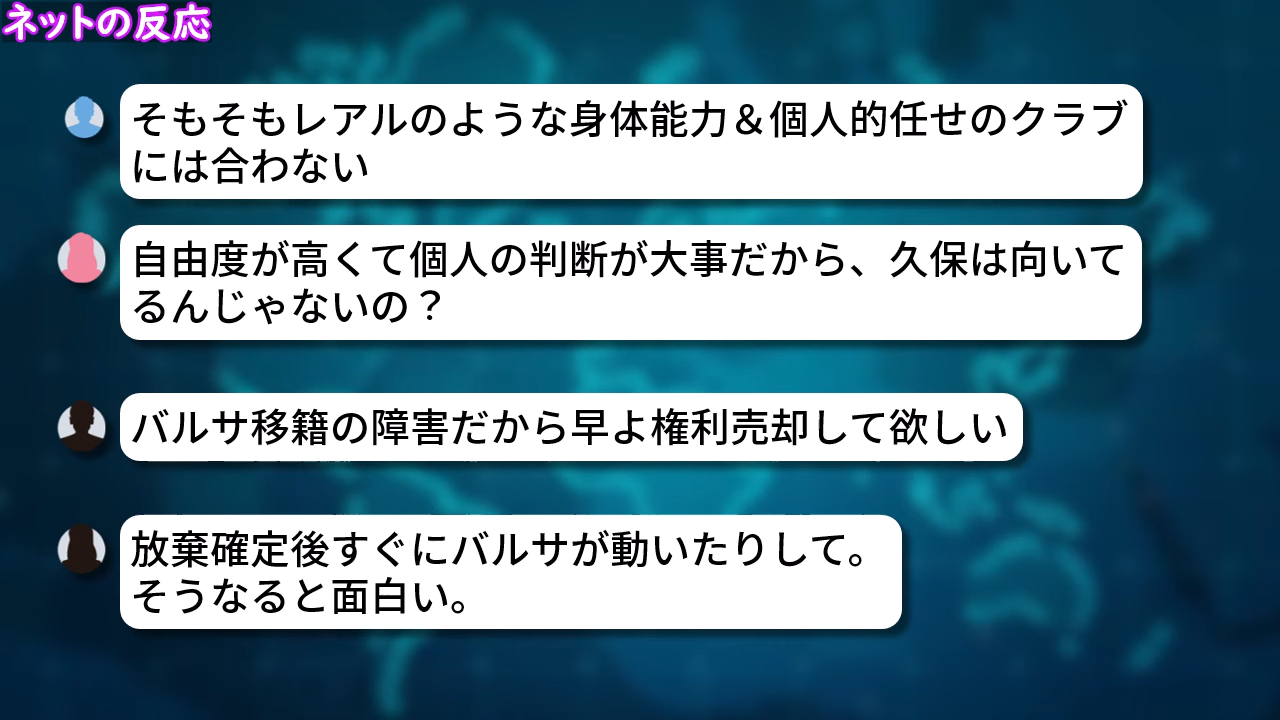 ネットの反応
そもそもレアルのような身体能力＆個人的任せのクラブ
には合わない
自由度が高くて個人の判断が大事だから、久保は向いて
るんじゃないの？
バルサ移籍の障害だから早よ権利売却して欲しい
放棄確定後すぐにバルサが動いたりして。
そうなると面白い。